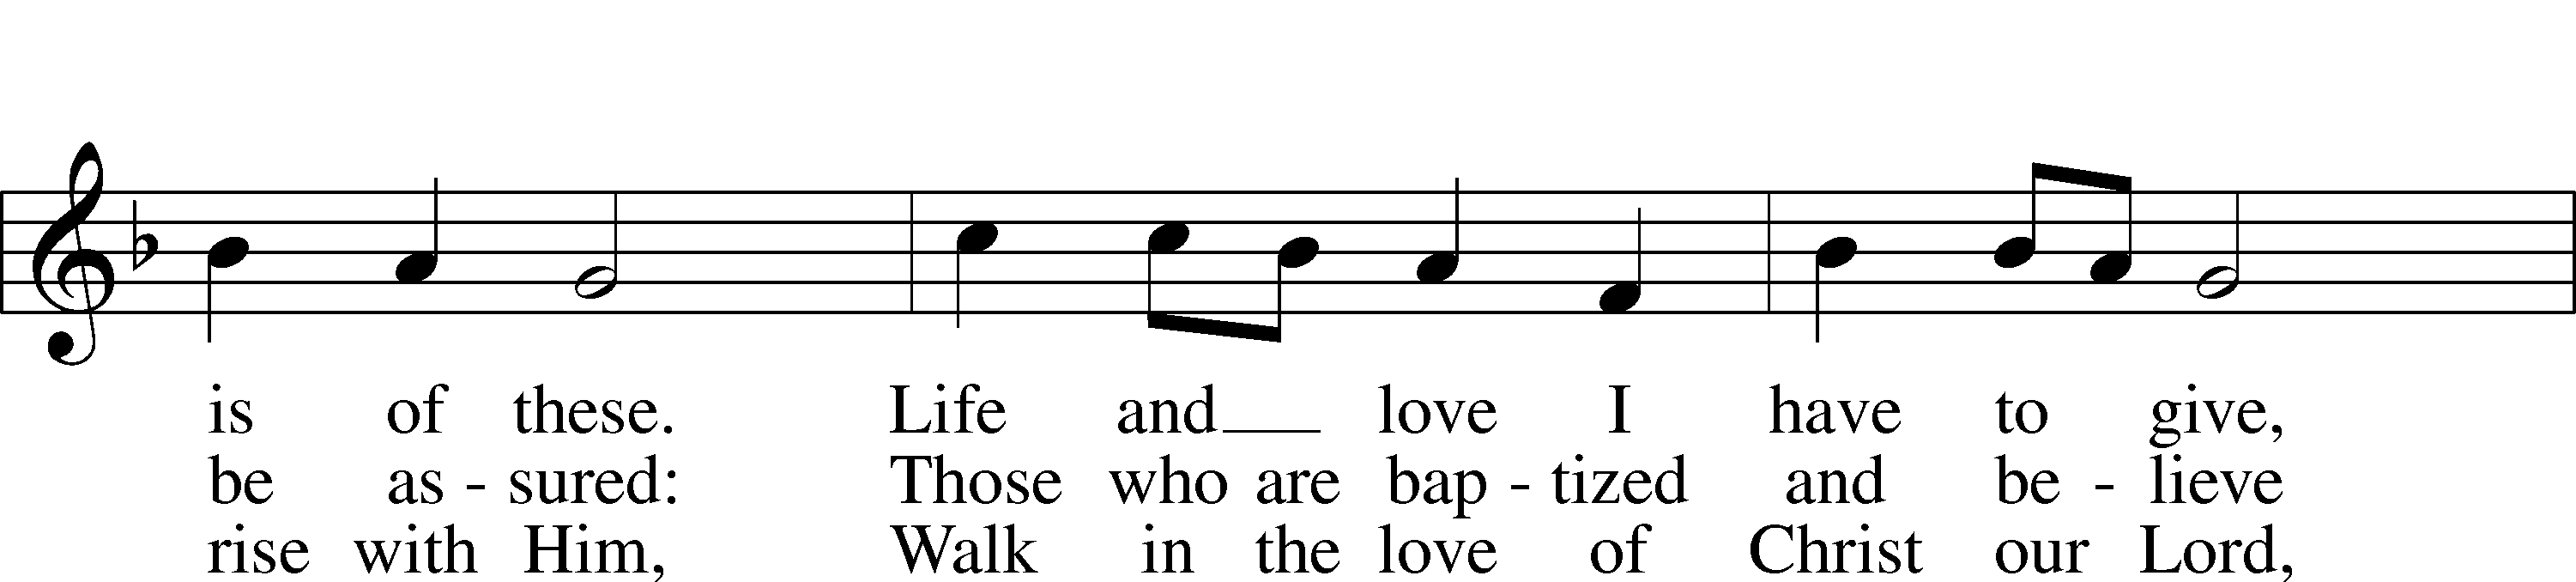 is of these. Life and___ love I have to give,
be as - sured: Those who are bap - tized and be - lieve
rise with Him, Walk in the love of Christ our Lord,